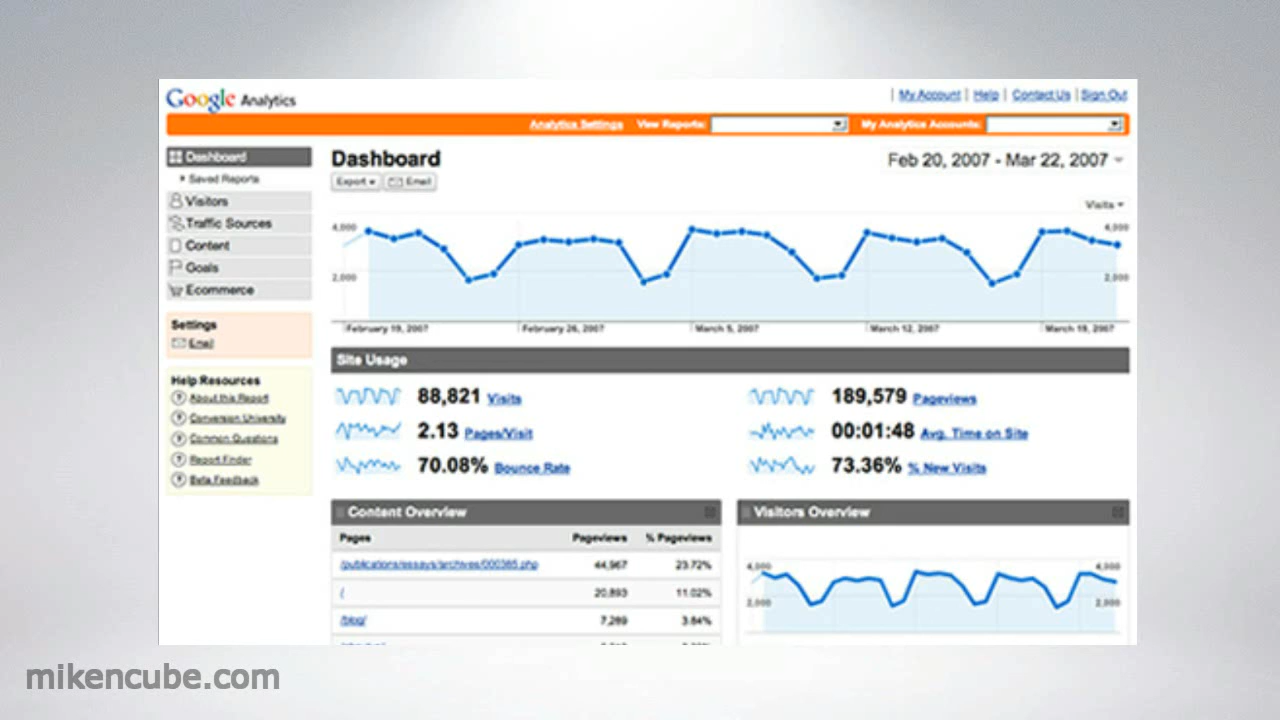 Google Analytics
My Account | Help | Contact Us | Sign Out
Analytics Settings View Reports: My Analytics Accounts:
Dashboard
Saved Reports
Visitors
Traffic Sources
Content
Goals
Ecommerce
Settings
Email
Help Resources
About this Report
Conversion University
Common Questions
Report Finder
Beta Feedback
Dashboard
Feb 20, 2007 - Mar 22, 2007
Export Email
Visits
4,000 4,000
2,000 2,000
February 19, 2007 February 26, 2007 March 5, 2007 March 12, 2007 March 19, 2007
Site Usage
88,821 Visits
189,579 Pageviews
2.13 Pages/Visit
00:01:48 Avg. Time on Site
70.08% Bounce Rate
73.36% % New Visits
Content Overview
Pages Pageviews % Pageviews
/publications/essays/archives/000385.php 44,967 23.72%
/ 20,893 11.02%
/blog/ 7,289 3.84%
Visitors Overview
4,000 4,000
2,000 2,000
mikencube.com